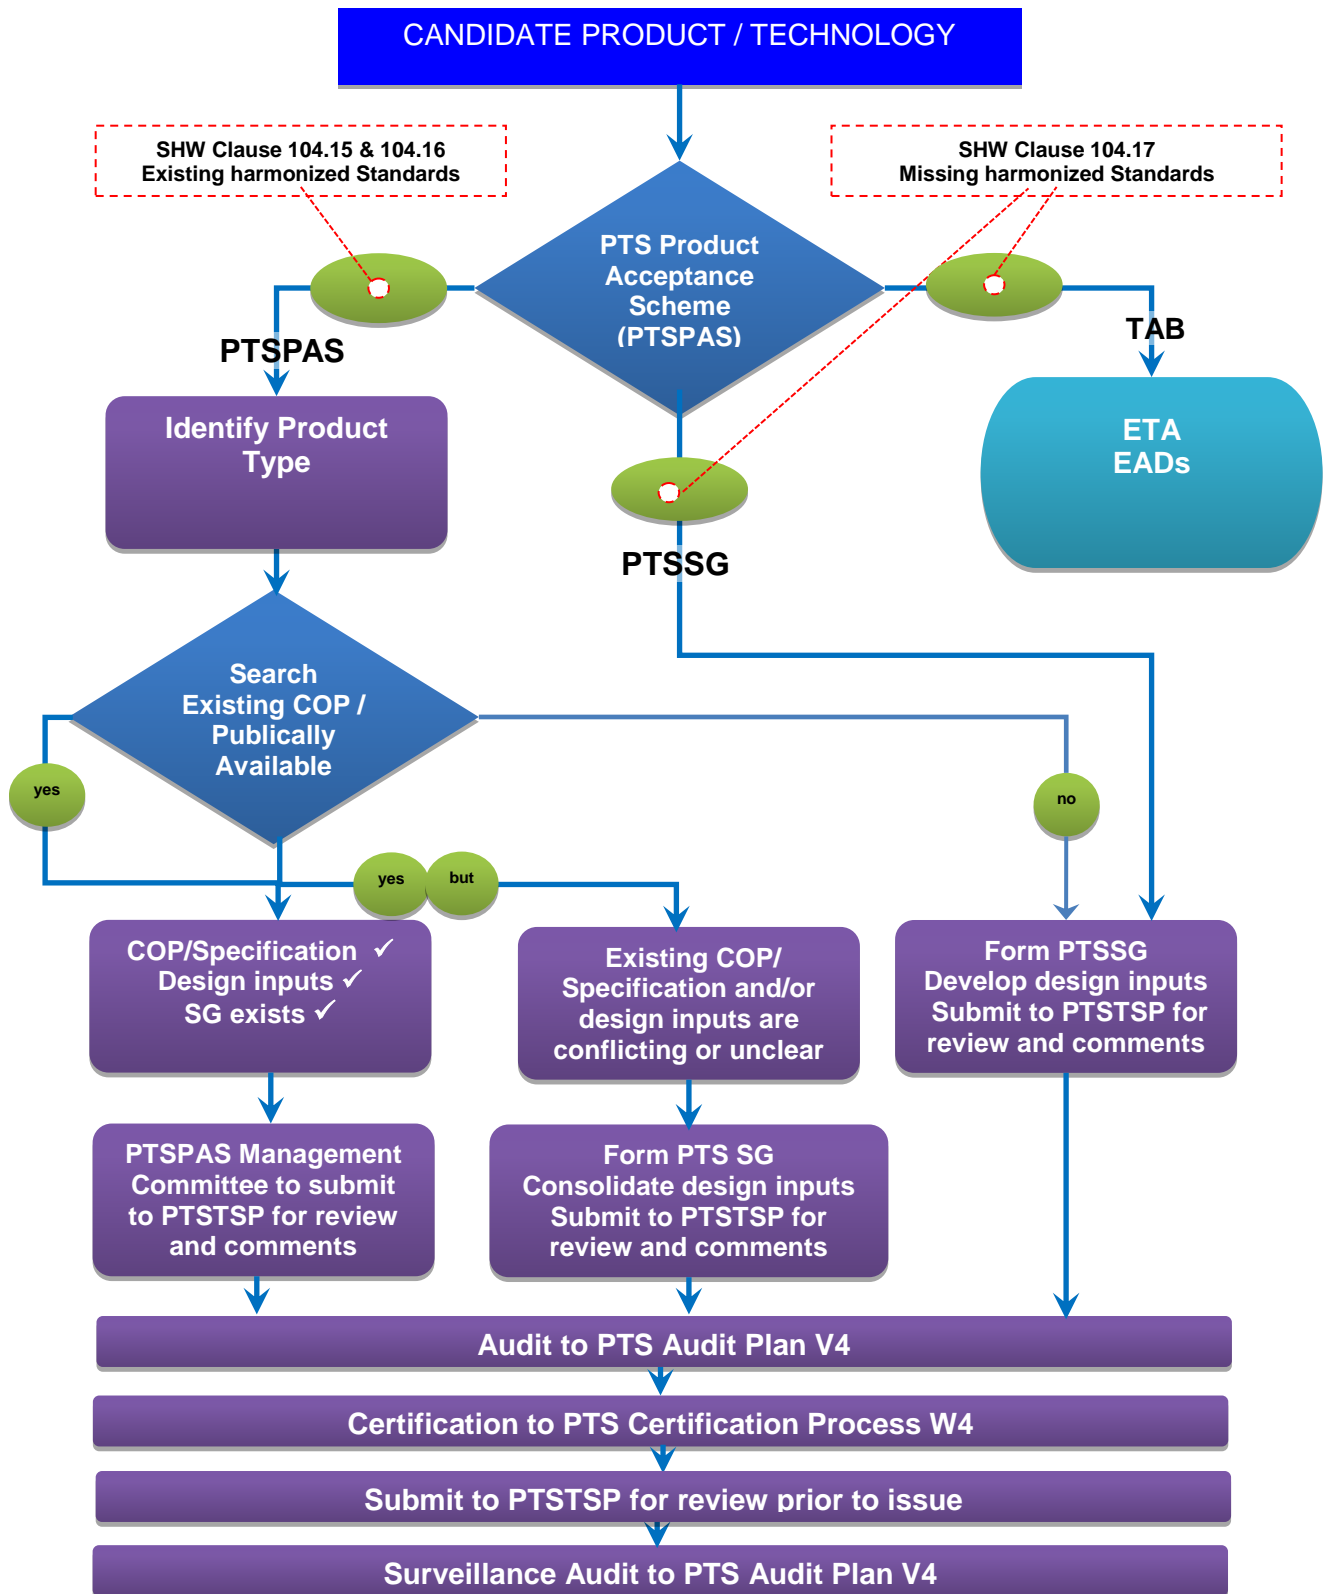 CANDIDATE PRODUCT / TECHNOLOGY
SHW Clause 104.15 & 104.16
Existing harmonized Standards
SHW Clause 104.17
Missing harmonized Standards
PTS Product
Acceptance
Scheme
(PTSPAS)
PTSPAS
TAB
Identify Product
Type
ETA
EADs
PTSSG
Search
Existing COP /
Publically
Available
yes
no
yes
but
COP/Specification ✓
Design inputs ✓
SG exists ✓
Existing COP/
Specification and/or
design inputs are
conflicting or unclear
Form PTSSG
Develop design inputs
Submit to PTSTSP for
review and comments
PTSPAS Management
Committee to submit
to PTSTSP for review
and comments
Form PTS SG
Consolidate design inputs
Submit to PTSTSP for
review and comments
Audit to PTS Audit Plan V4
Certification to PTS Certification Process W4
Submit to PTSTSP for review prior to issue
Surveillance Audit to PTS Audit Plan V4